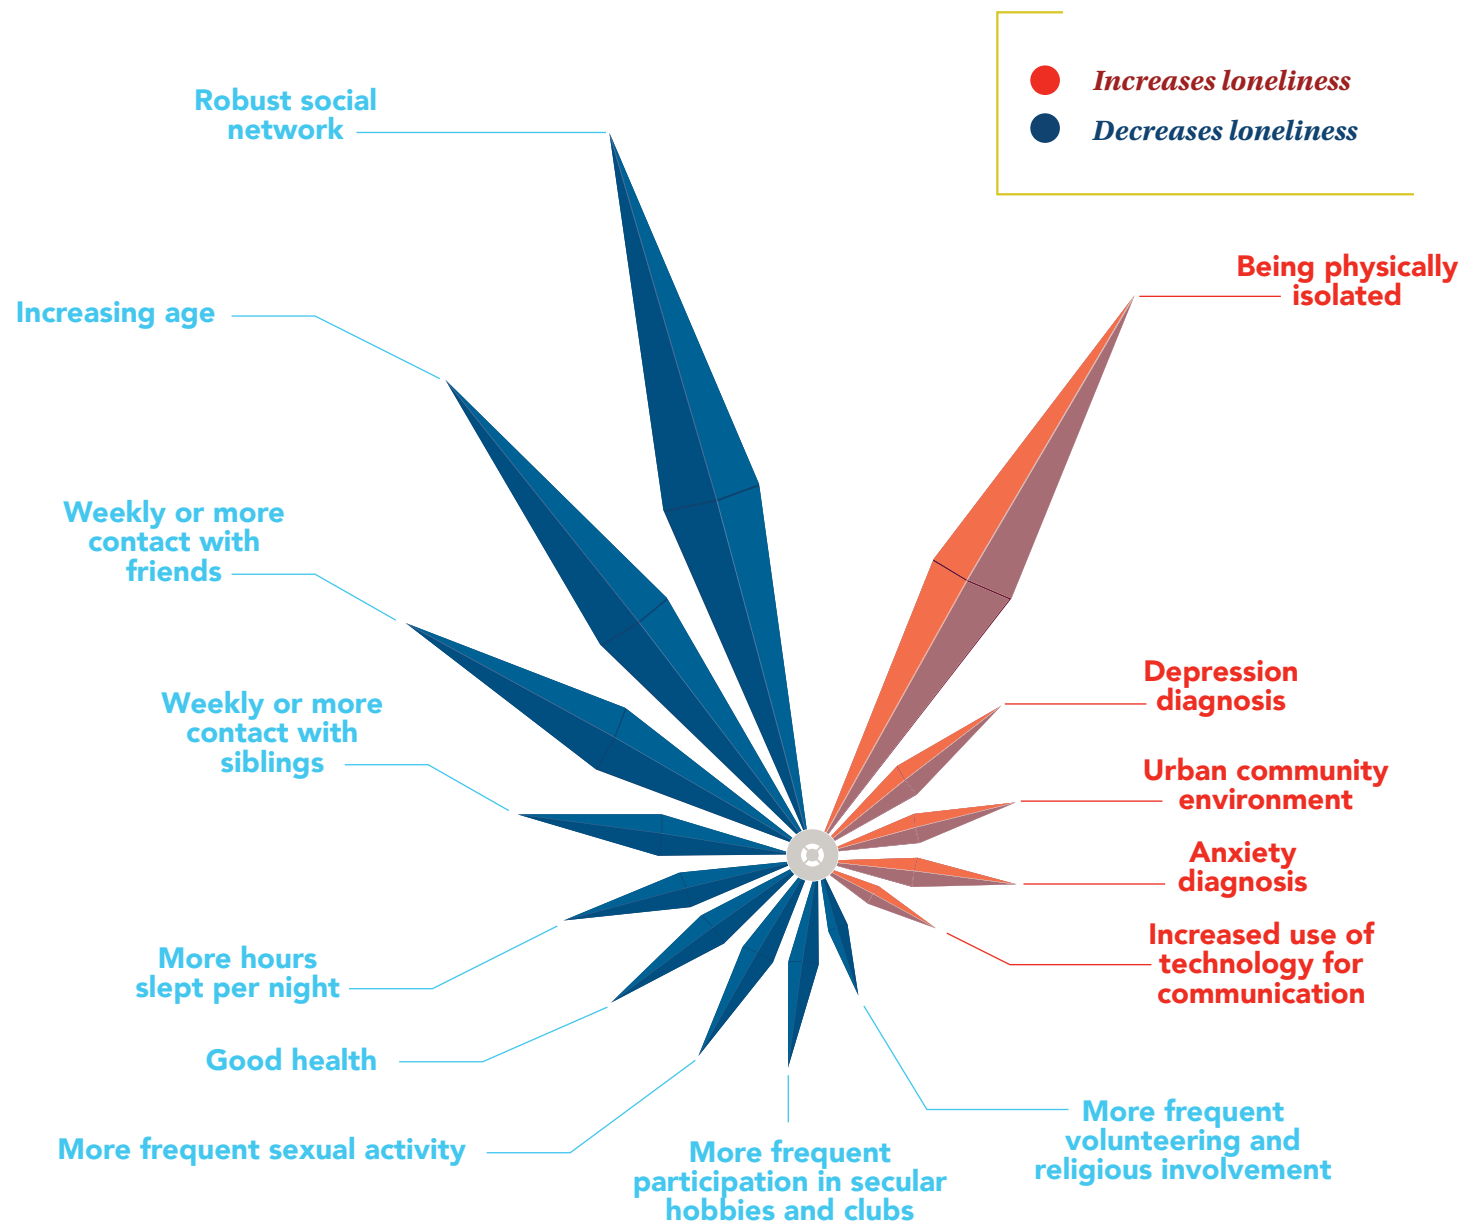 Increases loneliness
Decreases loneliness
Robust social
network
Being physically
isolated
Increasing age
Weekly or more
contact with
friends
Depression
diagnosis
Weekly or more
contact with
siblings
Urban community
environment
Anxiety
diagnosis
Increased use of
technology for
communication
More hours
slept per night
Good health
More frequent sexual activity
More frequent
participation in secular
hobbies and clubs
More frequent
volunteering and
religious involvement